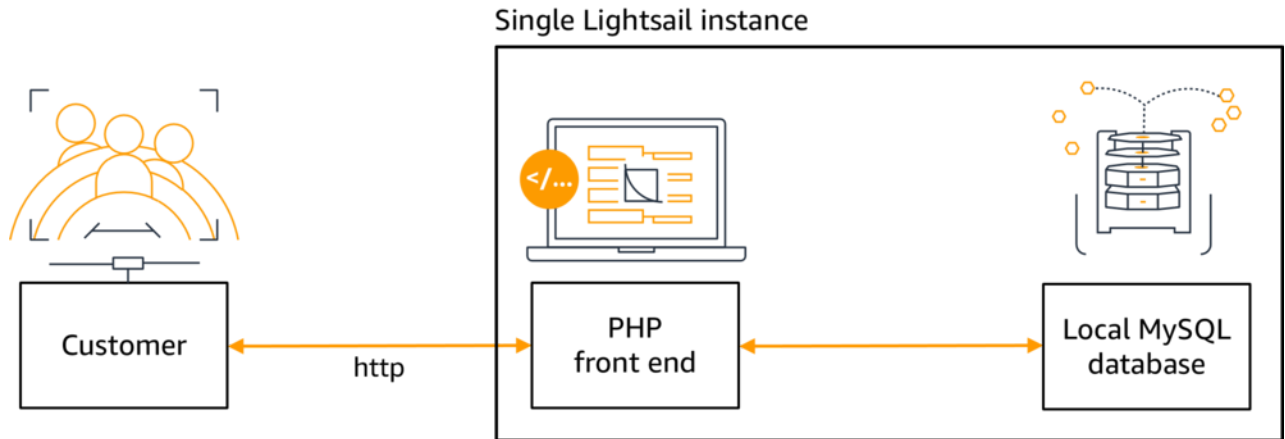 Single Lightsail instance
</...
Customer
http
PHP
front end
Local MySQL
database